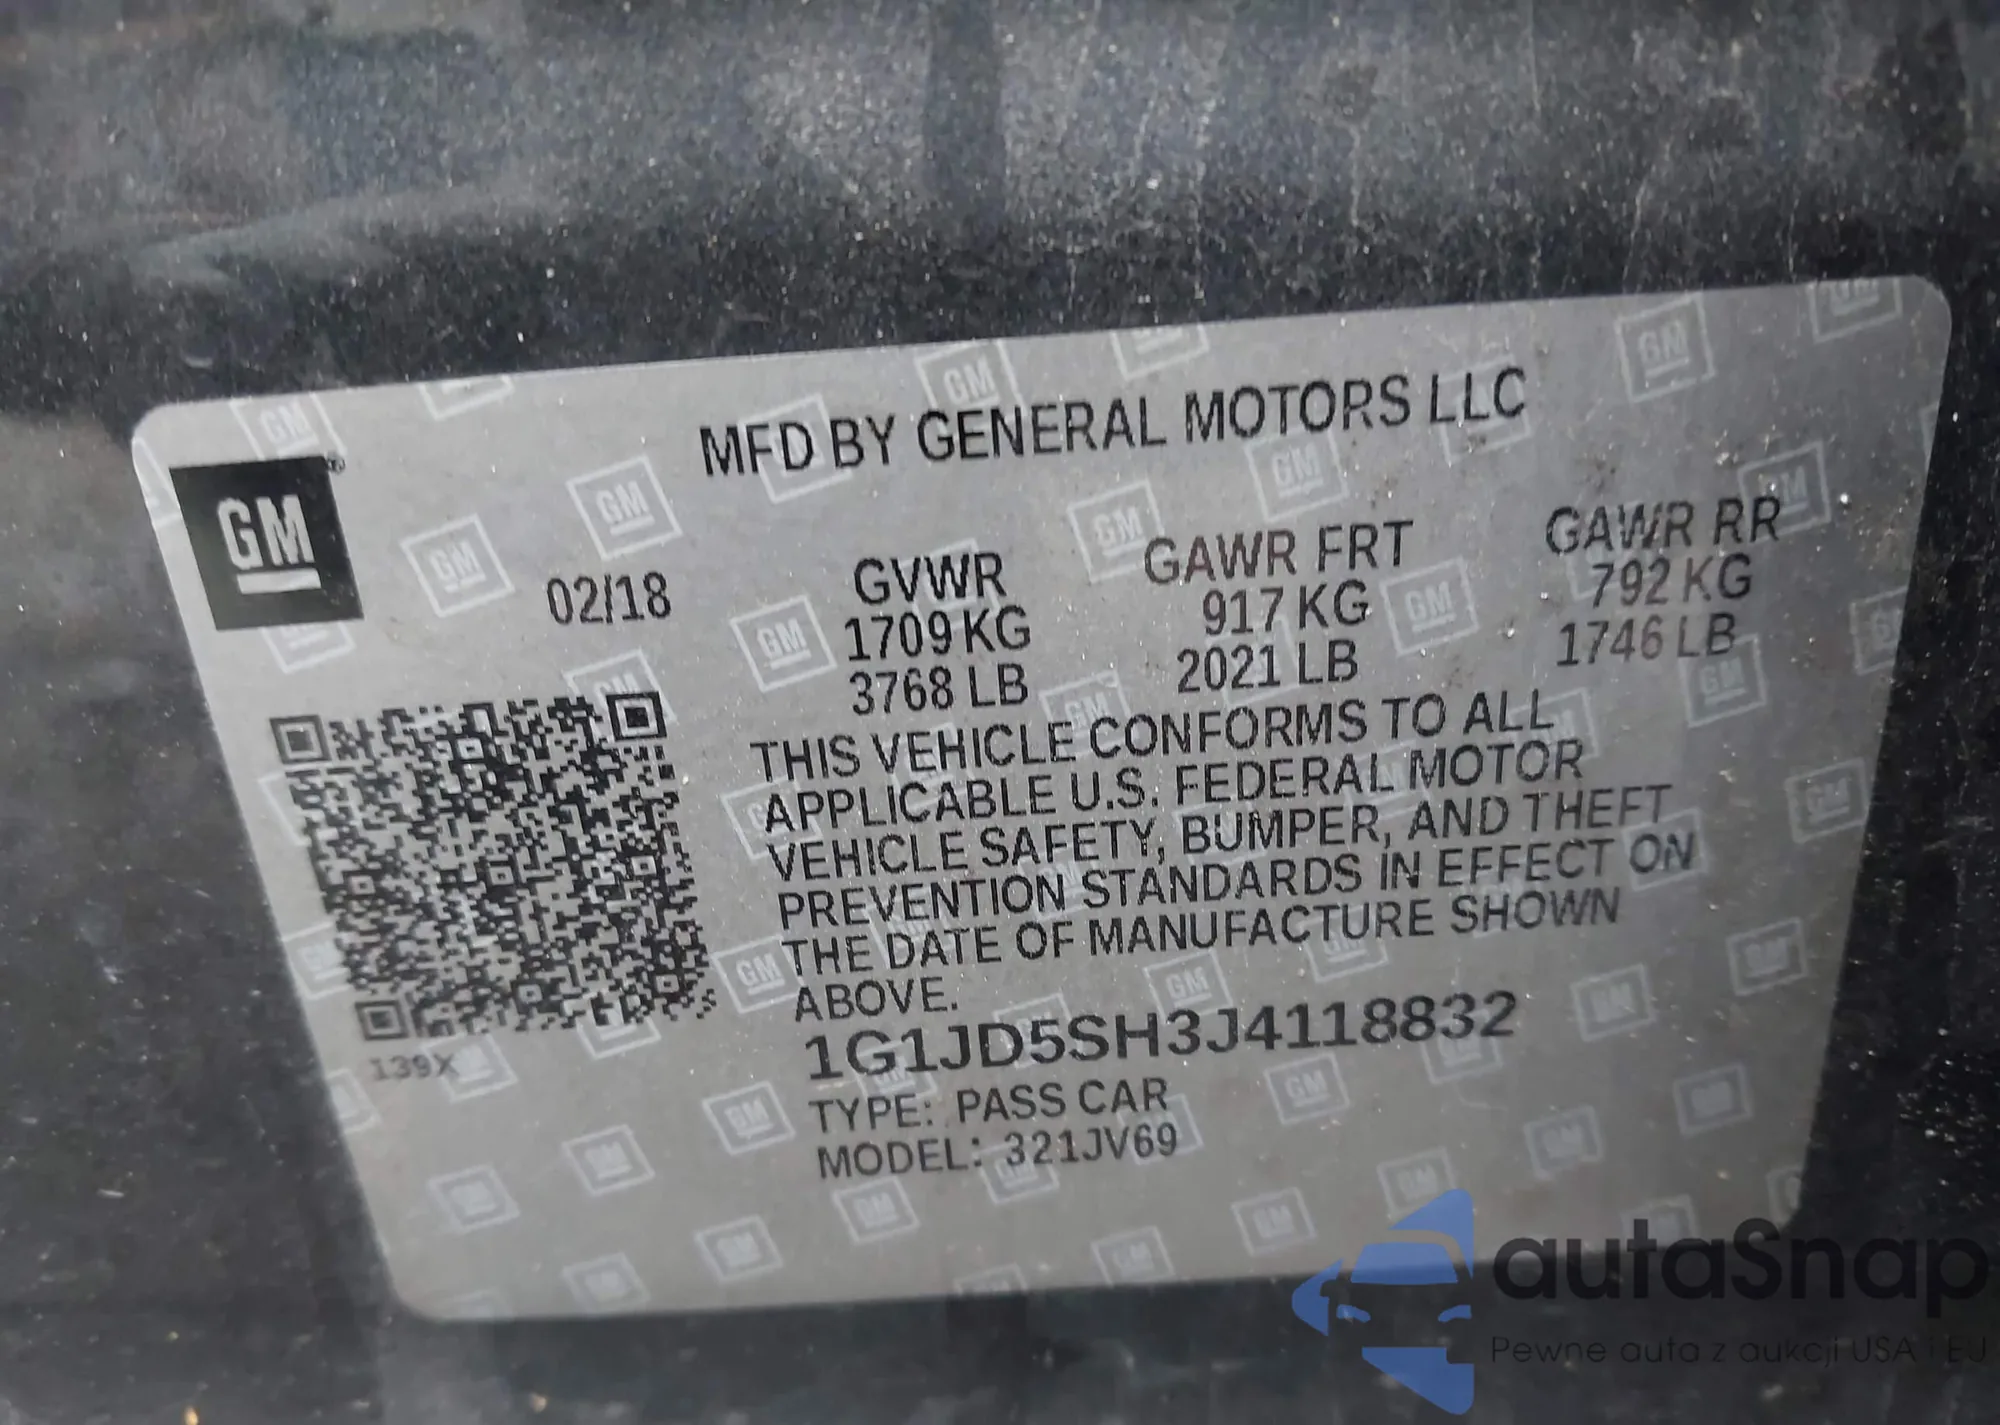 MFD BY GENERAL MOTORS LLC
GM
02/18
GVWR
1709 KG
3768 LB
GAWR FRT
917 KG
2021 LB
GAWR RR
792 KG
1746 LB
THIS VEHICLE CONFORMS TO ALL
APPLICABLE U.S. FEDERAL MOTOR
VEHICLE SAFETY, BUMPER, AND THEFT
PREVENTION STANDARDS IN EFFECT ON
THE DATE OF MANUFACTURE SHOWN
ABOVE.
1G1JD5SH3J4118832
139X
TYPE: PASS CAR
MODEL: 321JV69
autaSnap
Pewne auta z aukcji USA i EU